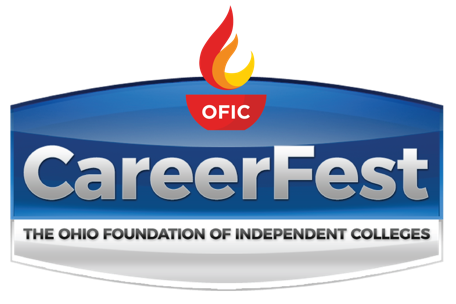 OFIC
CareerFest
THE OHIO FOUNDATION OF INDEPENDENT COLLEGES